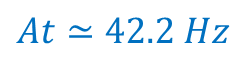 At ≃ 42.2 Hz